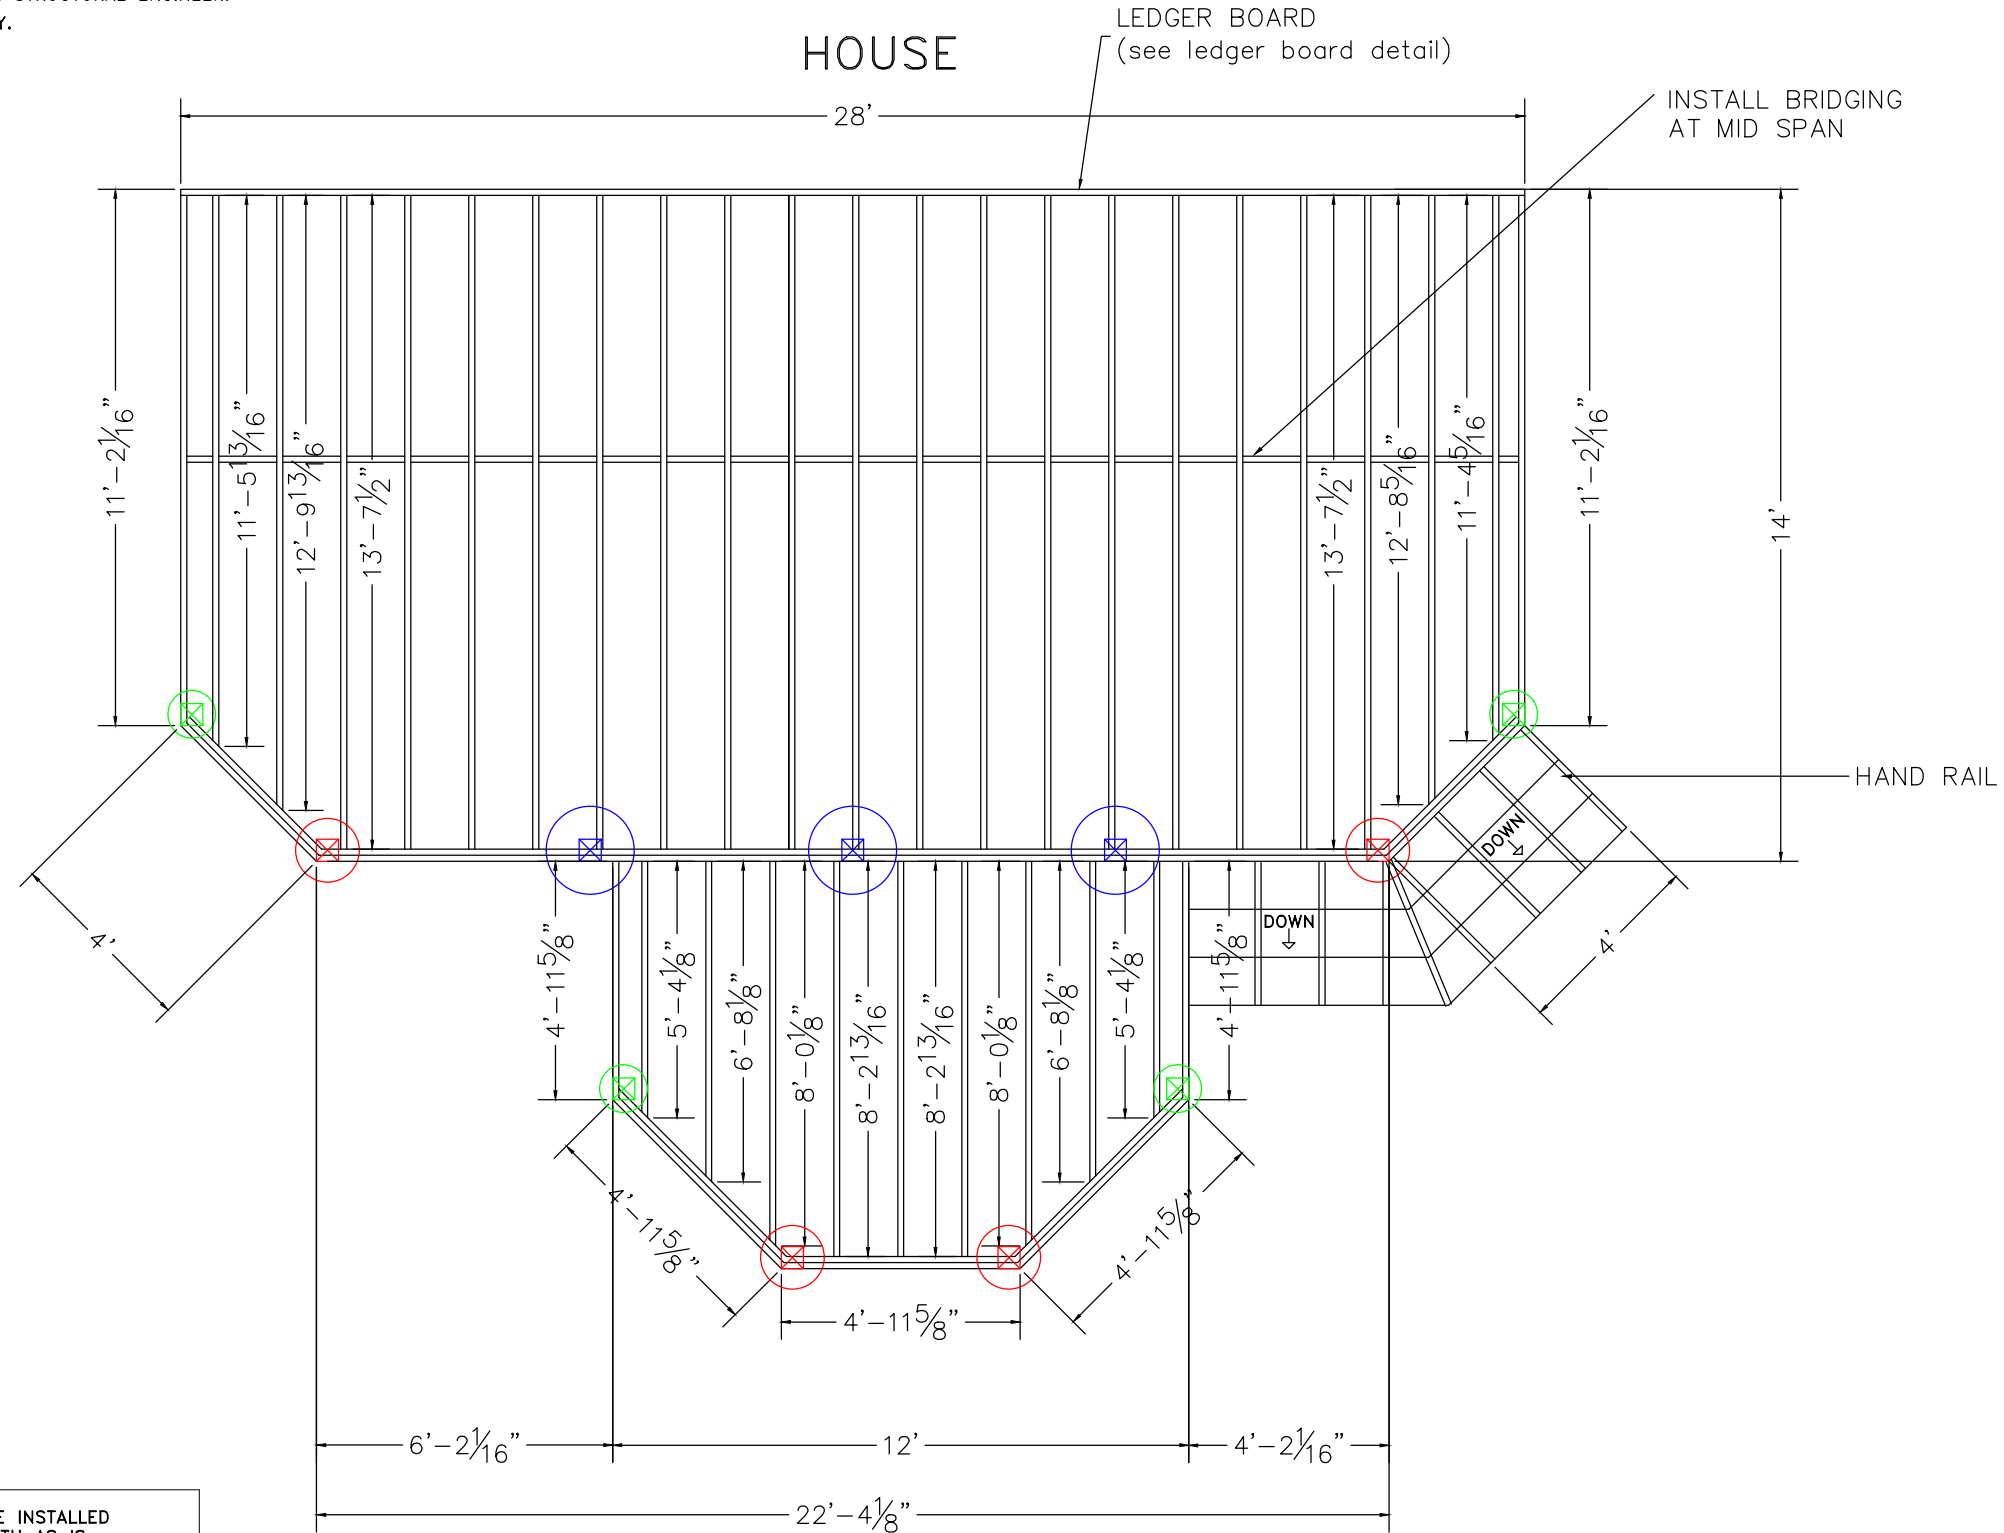 Y.
HOUSE
LEDGER BOARD
(see ledger board detail)
28'
INSTALL BRIDGING
AT MID SPAN
11'-2 1/16"
11'-5 13/16"
12'-9 13/16"
13'-7 1/2"
13'-7 1/2"
12'-8 5/16"
11'-4 5/16"
11'-2 1/16"
14'
HAND RAIL
DOWN
DOWN
4'
4'
4'-11 5/8"
5'-4 1/8"
6'-8 1/8"
8'-0 1/8"
8'-2 13/16"
8'-2 13/16"
8'-0 1/8"
6'-8 1/8"
5'-4 1/8"
4'-11 5/8"
4'-11 5/8"
4'-11 5/8"
4'-11 5/8"
6'-2 1/16"
12'
4'-2 1/16"
22'-4 1/8"
INSTALLED